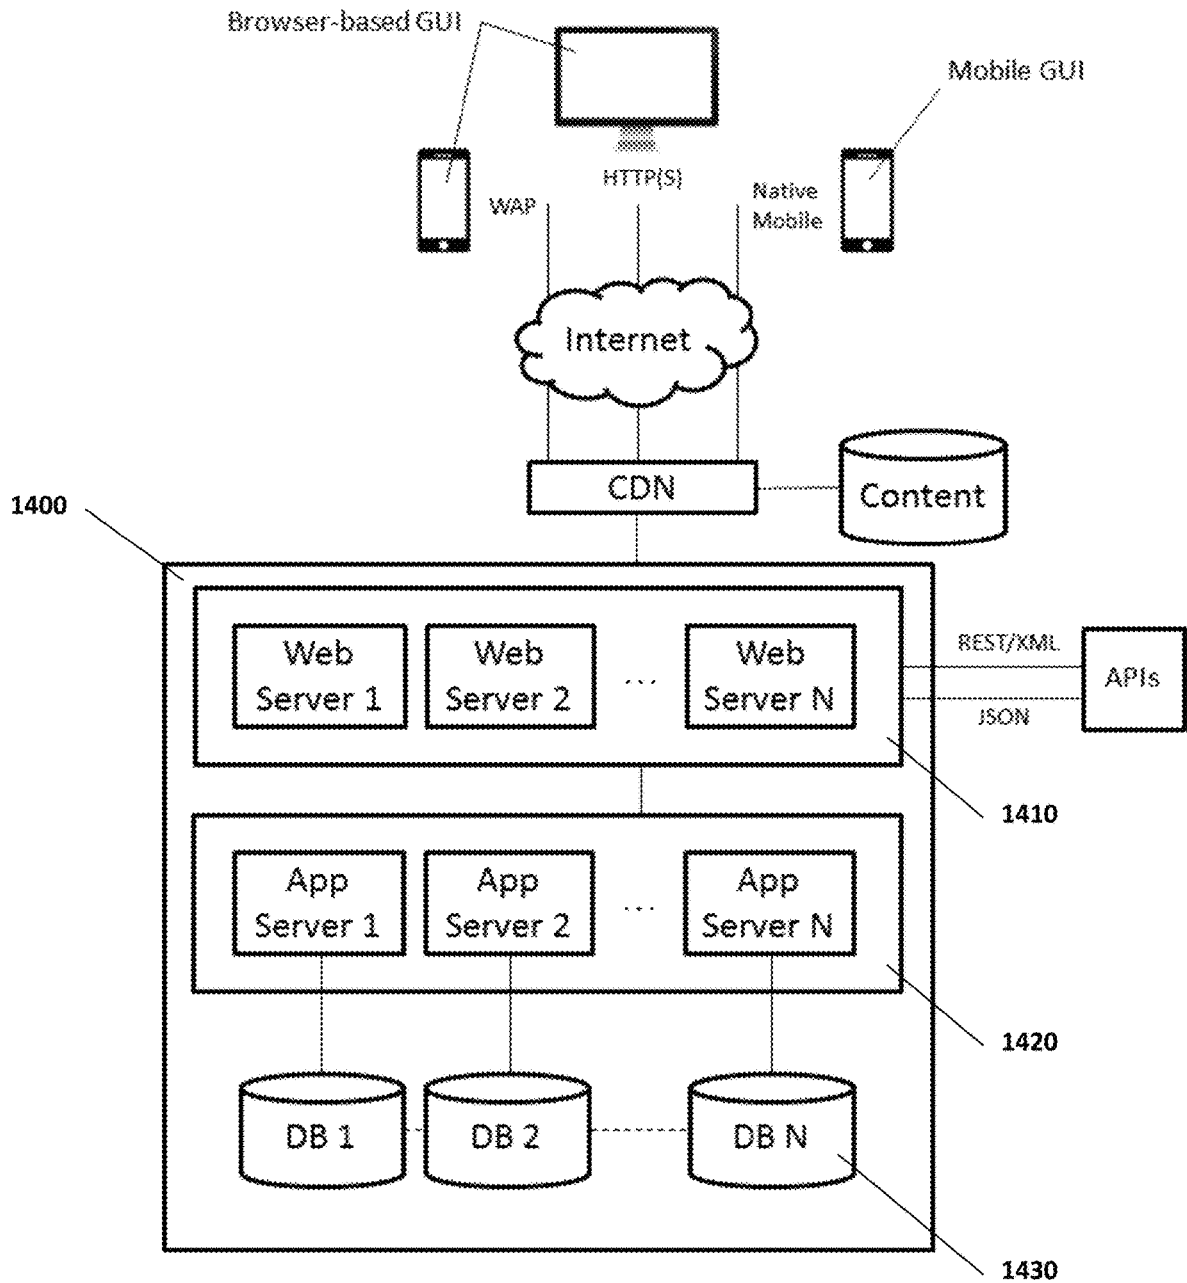 Browser-based GUI
Mobile GUI
HTTP(S)
WAP
Native
Mobile
Internet
CDN
Content
1400
Web
Server 1
Web
Server 2
...
Web
Server N
REST/XML
JSON
APIs
1410
App
Server 1
App
Server 2
...
App
Server N
1420
DB 1
DB 2
DB N
1430